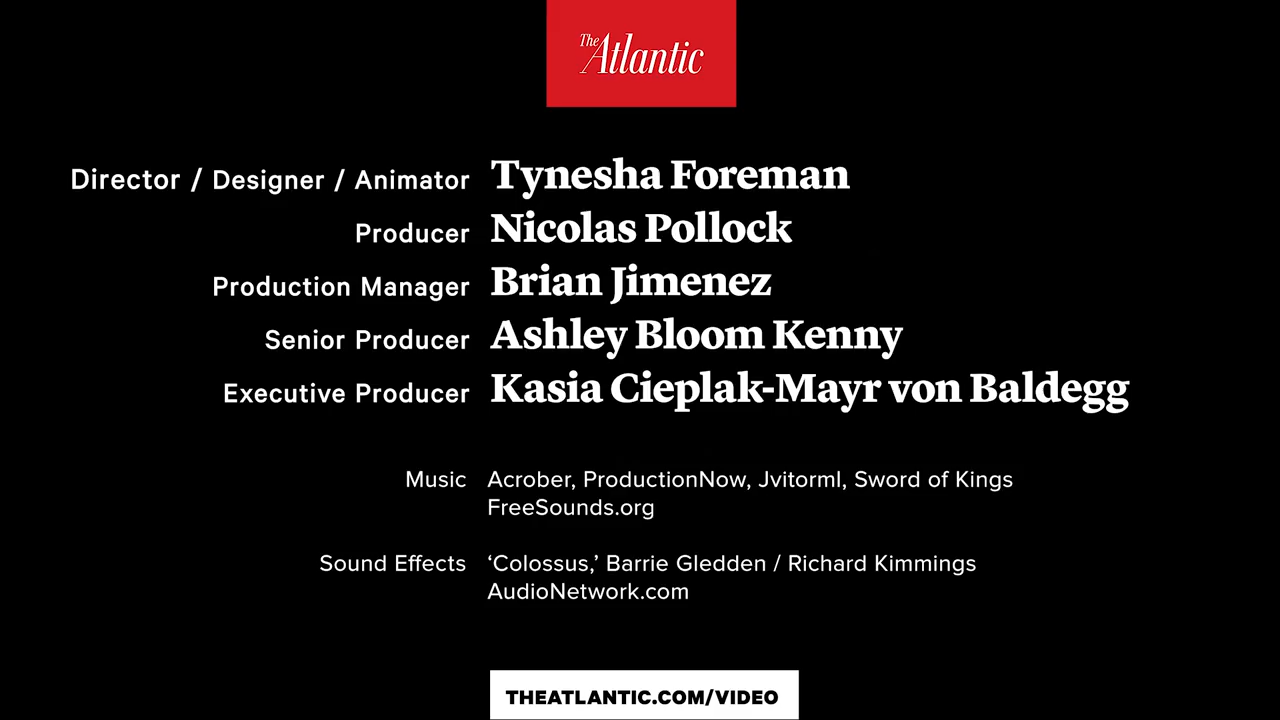 The Atlantic
Director / Designer / Animator Tynesha Foreman
Producer Nicolas Pollock
Production Manager Brian Jimenez
Senior Producer Ashley Bloom Kenny
Executive Producer Kasia Cieplak-Mayr von Baldegg
Music Acrober, ProductionNow, Jvitorml, Sword of Kings
FreeSounds.org
Sound Effects ‘Colossus,’ Barrie Gledden / Richard Kimmings
AudioNetwork.com
THEATLANTIC.COM/VIDEO